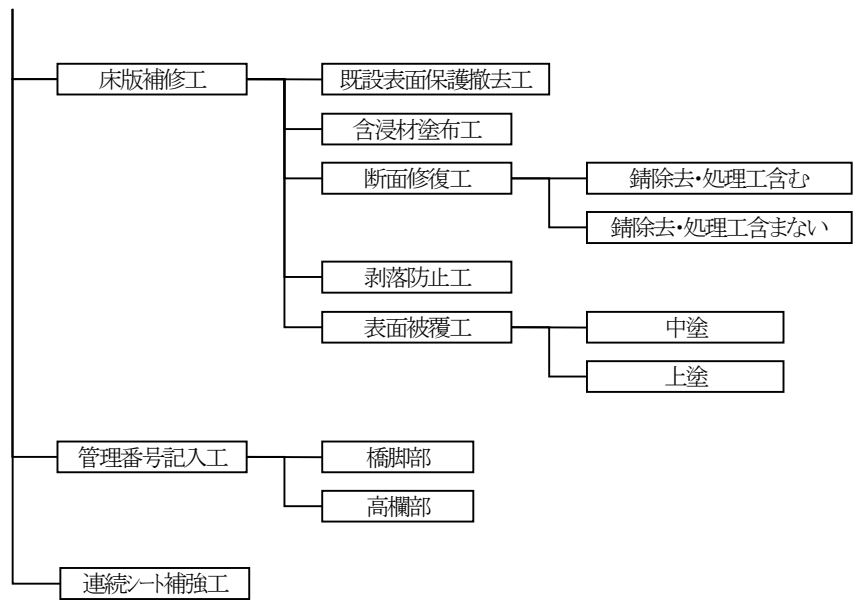 床版補修工
既設表面保護撤去工
含浸材塗布工
断面修復工
錆除去・処理工含む
錆除去・処理工含まない
剥落防止工
表面被覆工
中塗
上塗
管理番号記入工
橋脚部
高欄部
連続シート補強工